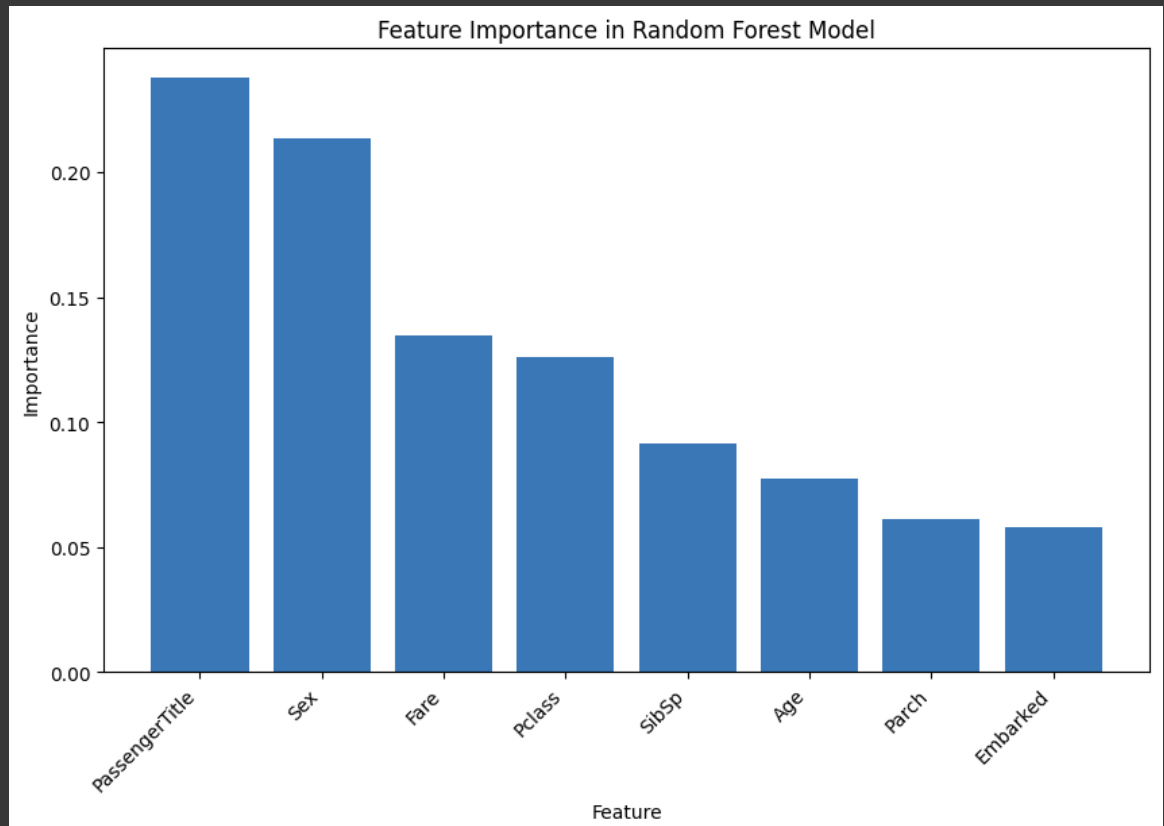 Feature Importance in Random Forest Model
Importance
0.20
0.15
0.10
0.05
0.00
PassengerTitle
Sex
Fare
Pclass
SibSp
Age
Parch
Embarked
Feature